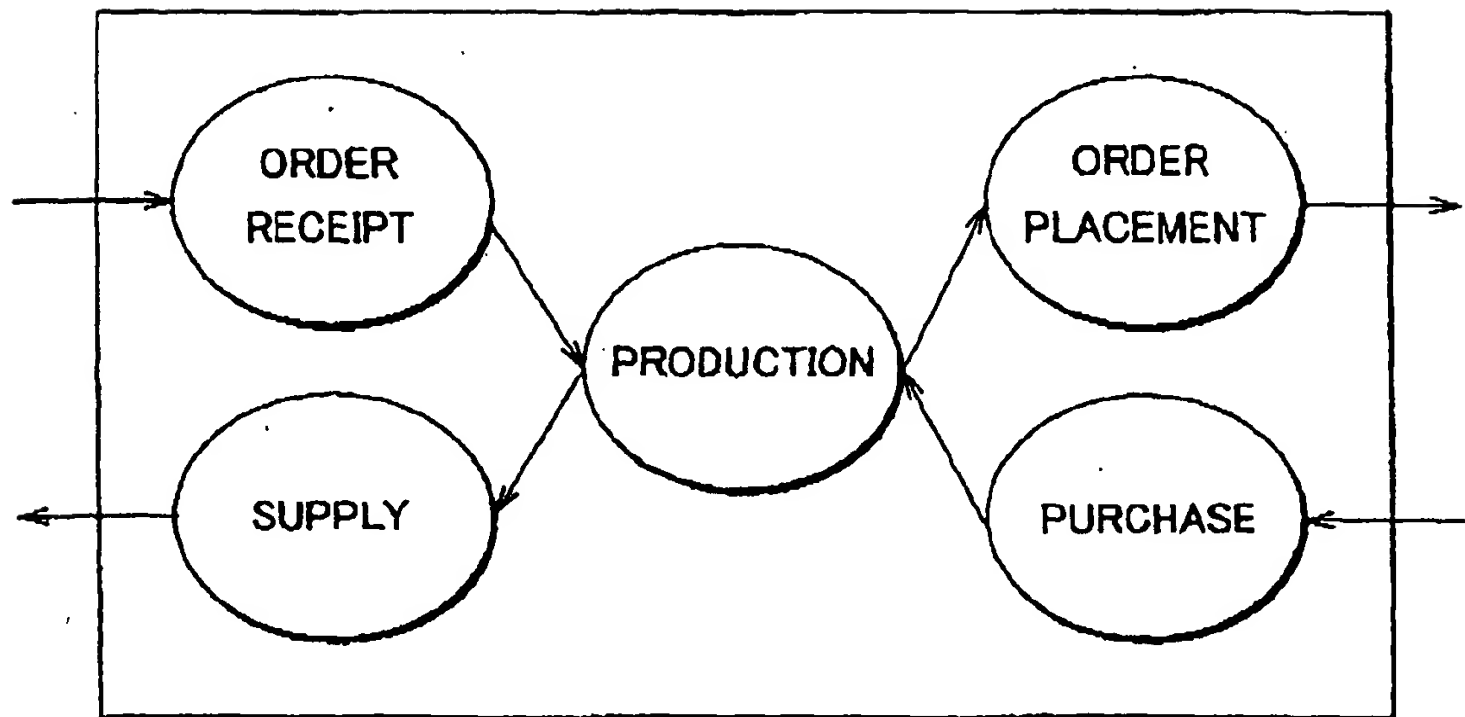 ORDER
RECEIPT
ORDER
PLACEMENT
PRODUCTION
SUPPLY
PURCHASE